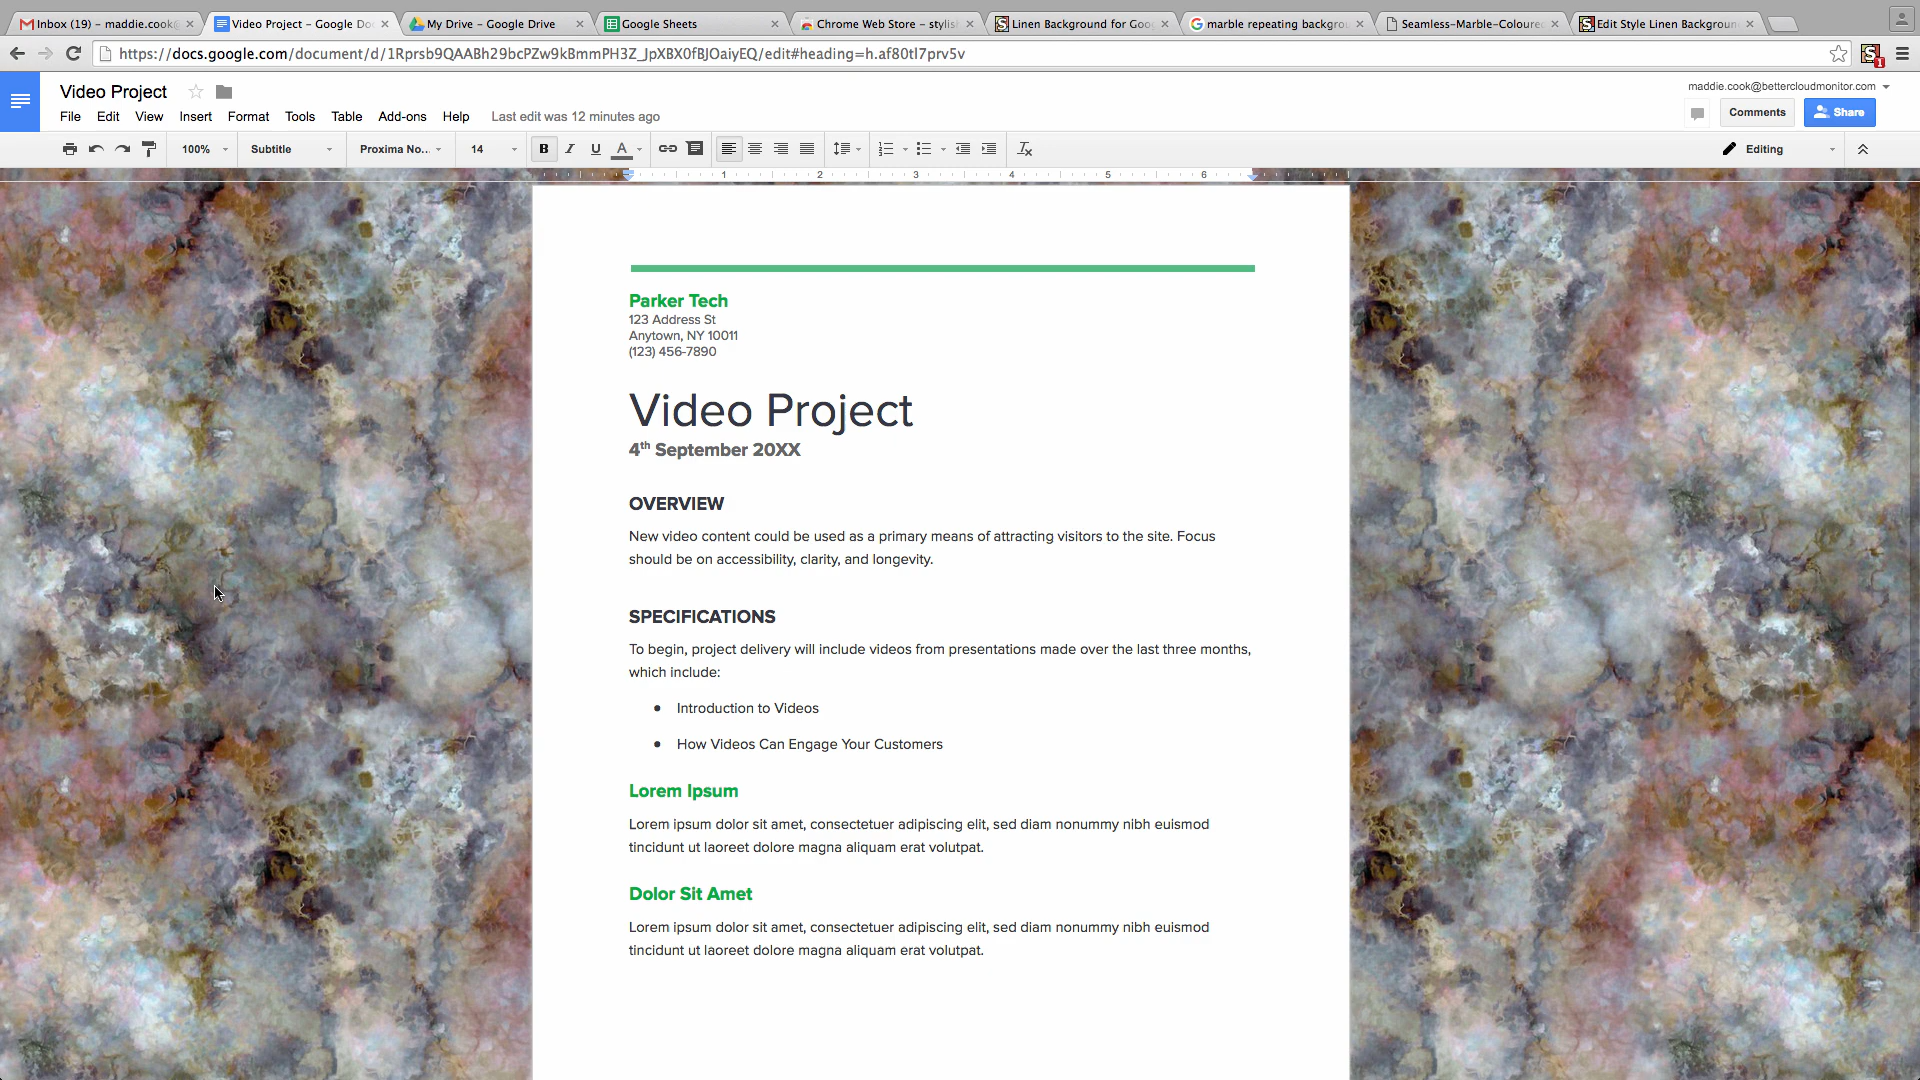 Inbox (19) – maddie.cook@
Video Project – Google Do
My Drive – Google Drive
Google Sheets
Chrome Web Store – stylis
Linen Background for Goo
marble repeating backgrou
Seamless-Marble-Coloured
Edit Style Linen Backgroun
https://docs.google.com/document/d/1Rprsb9QAABh29bcPZw9kBmmPH3Z_JpXBX0fBJOaiyEQ/edit#heading=h.af80tl7prv5v
1
Video Project
maddie.cook@bettercloudmonitor.com
File Edit View Insert Format Tools Table Add-ons Help Last edit was 12 minutes ago
Comments
Share
100% Subtitle Proxima No... 14 B I U A Editing
1 2 3 4 5 6
Parker Tech
123 Address St
Anytown, NY 10011
(123) 456-7890
Video Project
4th September 20XX
OVERVIEW
New video content could be used as a primary means of attracting visitors to the site. Focus
should be on accessibility, clarity, and longevity.
SPECIFICATIONS
To begin, project delivery will include videos from presentations made over the last three months,
which include:
● Introduction to Videos
● How Videos Can Engage Your Customers
Lorem Ipsum
Lorem ipsum dolor sit amet, consectetuer adipiscing elit, sed diam nonummy nibh euismod
tincidunt ut laoreet dolore magna aliquam erat volutpat.
Dolor Sit Amet
Lorem ipsum dolor sit amet, consectetuer adipiscing elit, sed diam nonummy nibh euismod
tincidunt ut laoreet dolore magna aliquam erat volutpat.